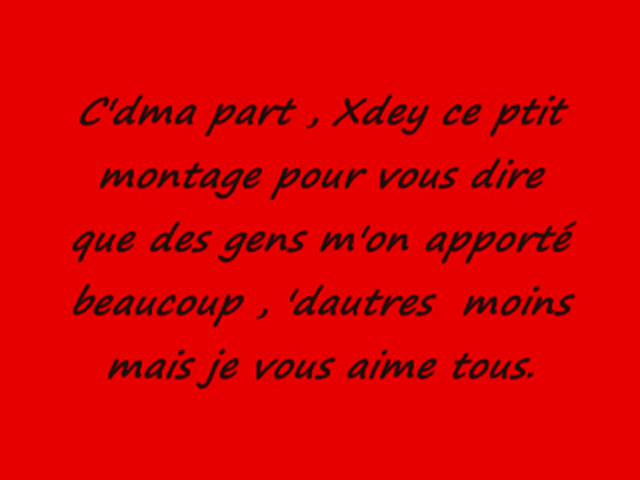 C'dma part , Xdey ce ptit
montage pour vous dire
que des gens m'on apporté
beaucoup , 'dautres moins
mais je vous aime tous.